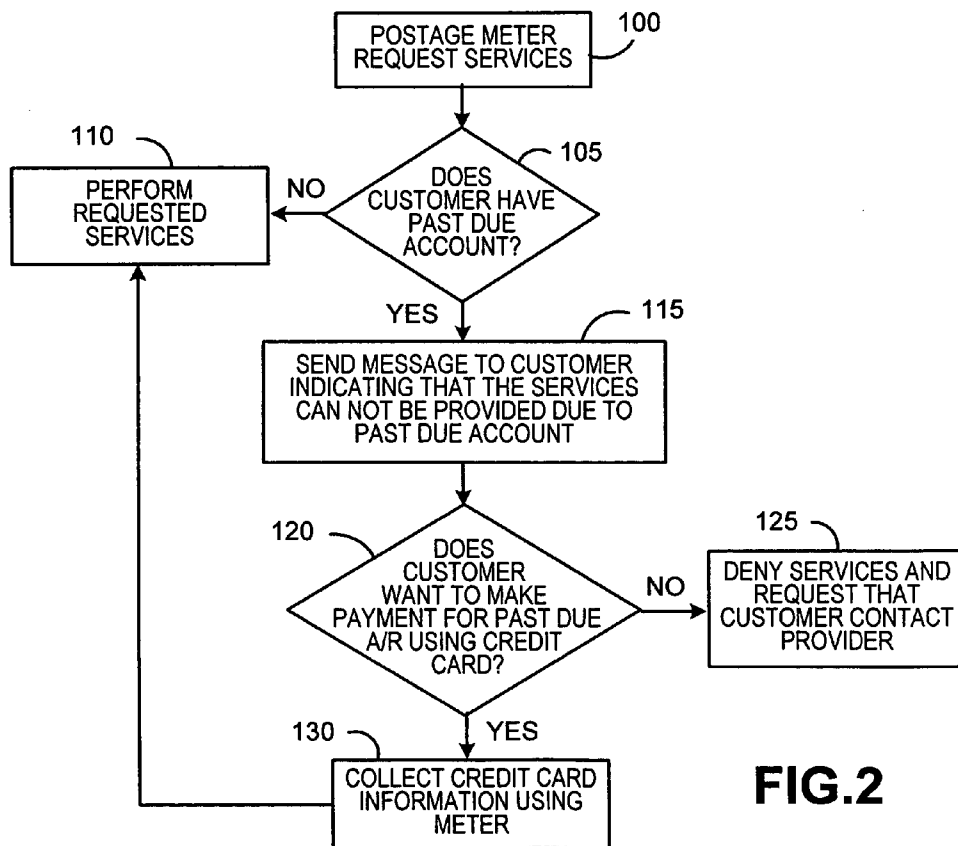 POSTAGE METER
REQUEST SERVICES
100
105
DOES
CUSTOMER HAVE
PAST DUE
ACCOUNT?
NO
110
PERFORM
REQUESTED
SERVICES
YES
115
SEND MESSAGE TO CUSTOMER
INDICATING THAT THE SERVICES
CAN NOT BE PROVIDED DUE TO
PAST DUE ACCOUNT
120
DOES
CUSTOMER
WANT TO MAKE
PAYMENT FOR PAST DUE
A/R USING CREDIT
CARD?
NO
125
DENY SERVICES AND
REQUEST THAT
CUSTOMER CONTACT
PROVIDER
YES
130
COLLECT CREDIT CARD
INFORMATION USING
METER
FIG.2